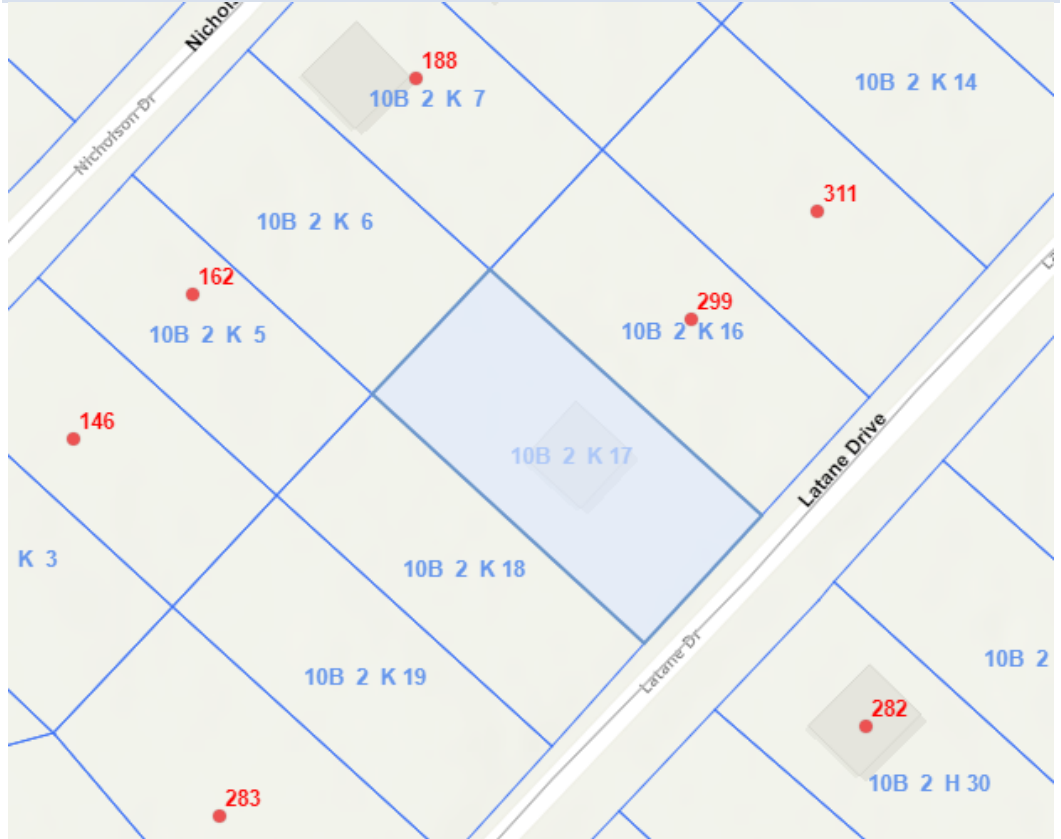 Nicholson
188
10B 2 K 7
10B 2 K 14
Nicholson Dr
311
10B 2 K 6
162
299
10B 2 K 5
10B 2 K 16
146
Latane Drive
10B 2 K 17
K 3
10B 2 K 18
Latane Dr
10B 2
10B 2 K 19
282
10B 2 H 30
283